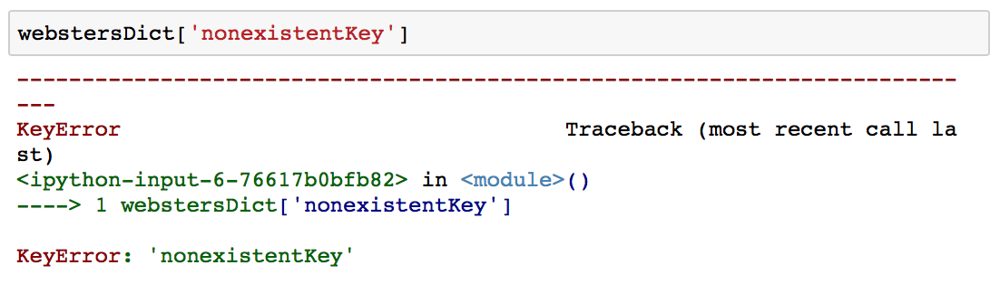 webstersDict['nonexistentKey']
---------------------------------------------------------------------------
KeyError                                  Traceback (most recent call la
st)
<ipython-input-6-76617b0bfb82> in <module>()
----> 1 webstersDict['nonexistentKey']
KeyError: 'nonexistentKey'